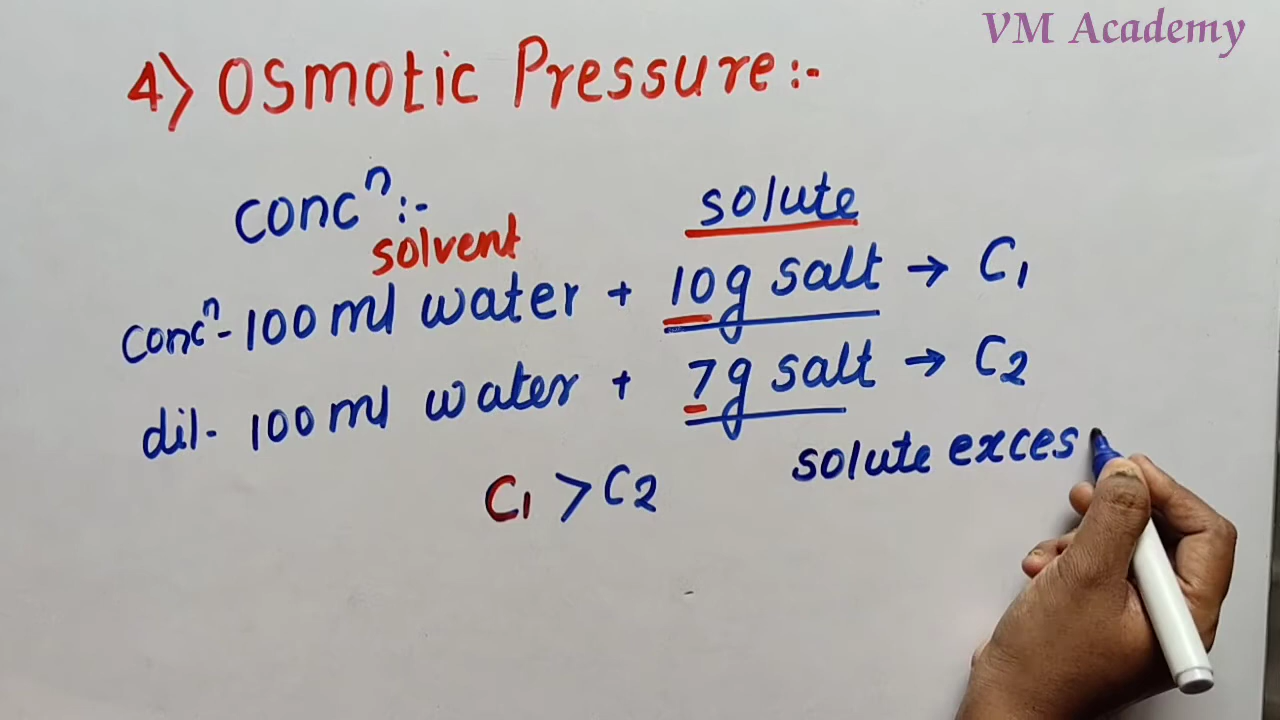 VM Academy
4) Osmotic Pressure:-
concⁿ:-
solute
solvent
concⁿ- 100 ml water + 10g salt → C₁
dil- 100 ml water + 7g salt → C₂
solute exces
C₁ > C₂